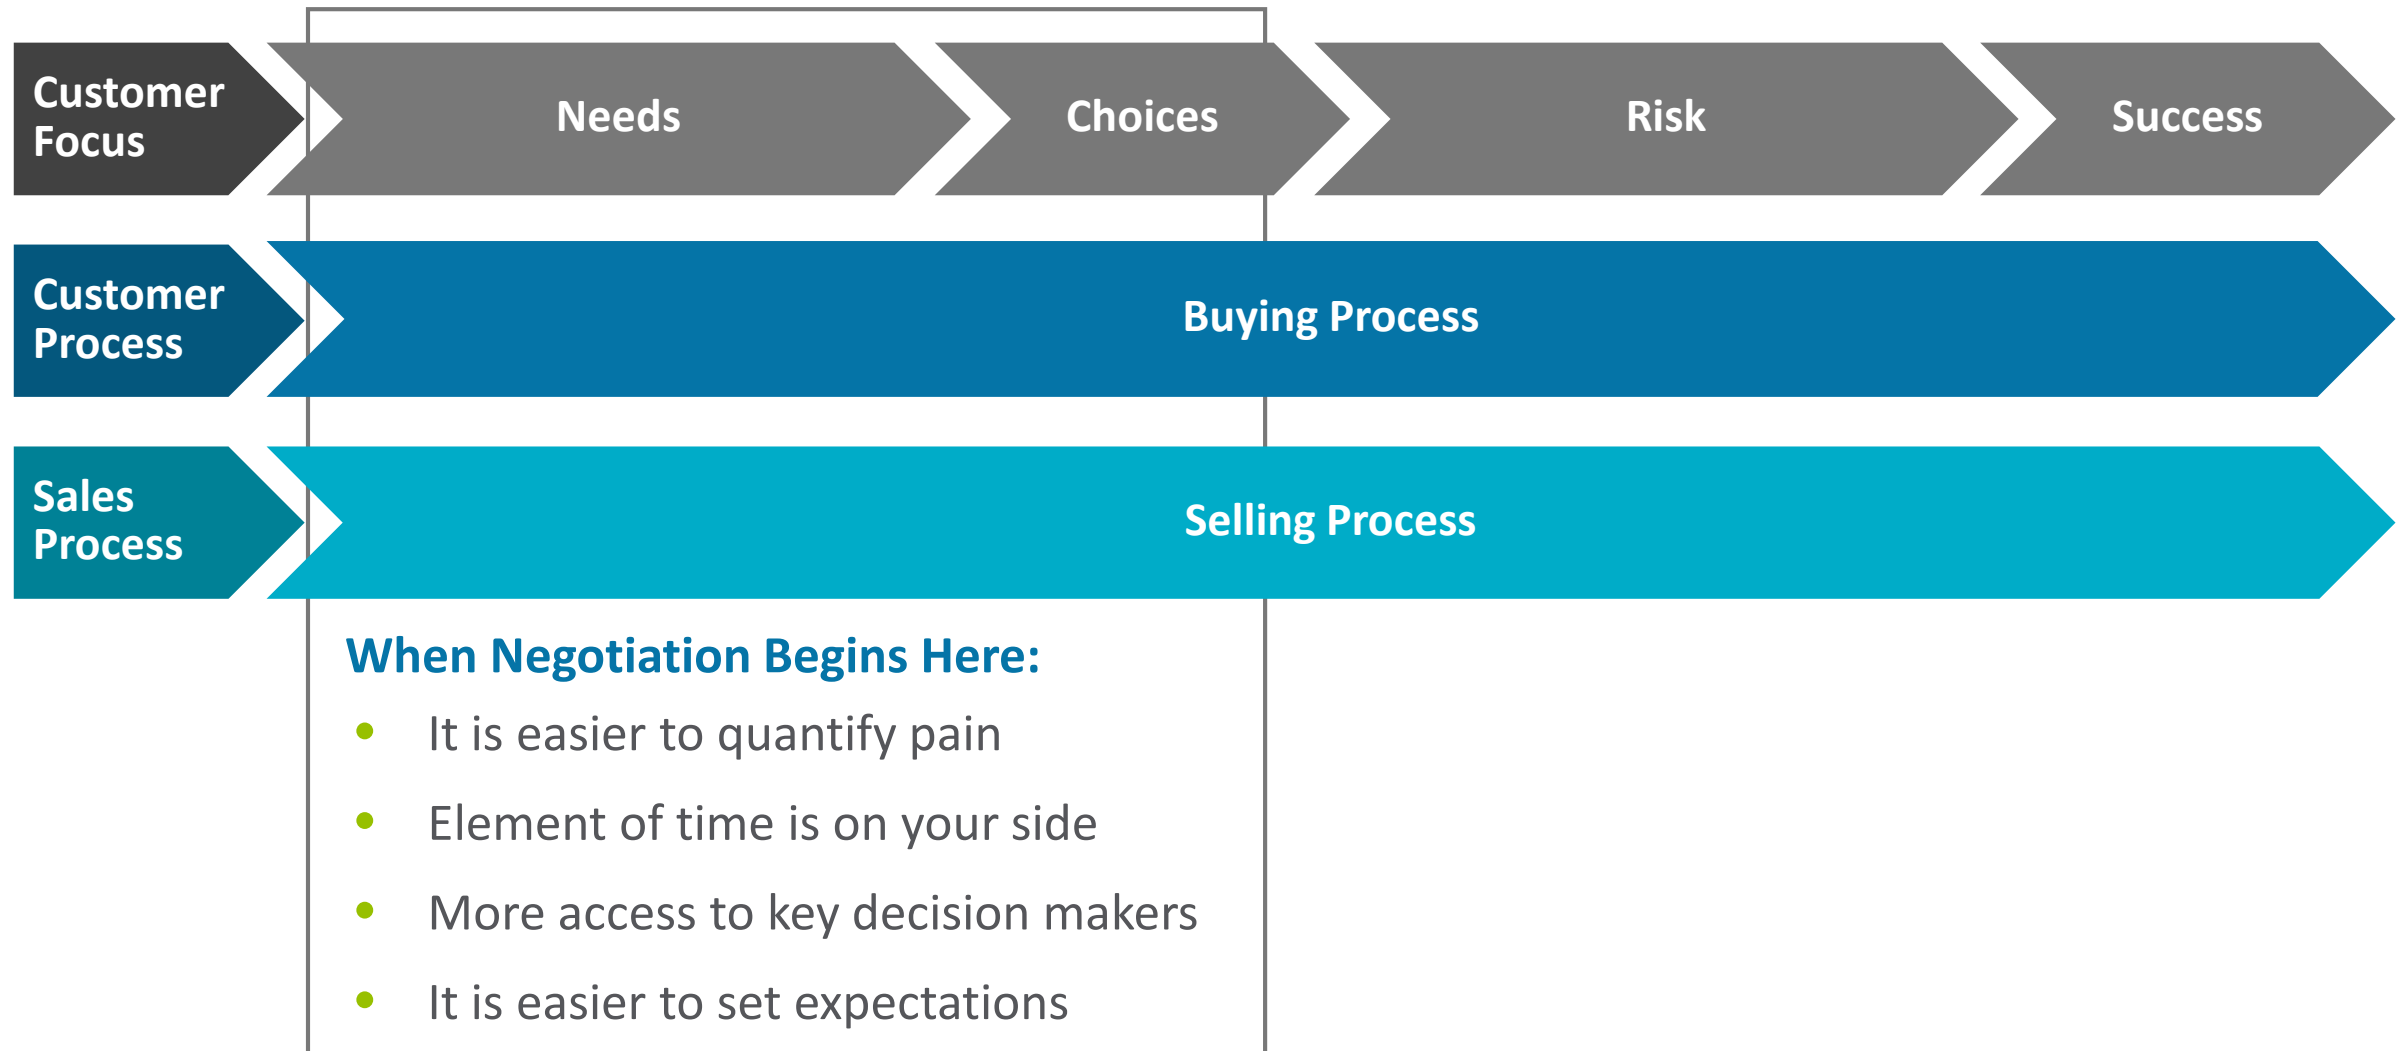 Customer
Focus
Needs
Choices
Risk
Success
Customer
Process
Buying Process
Sales
Process
Selling Process
When Negotiation Begins Here:
• It is easier to quantify pain
• Element of time is on your side
• More access to key decision makers
• It is easier to set expectations